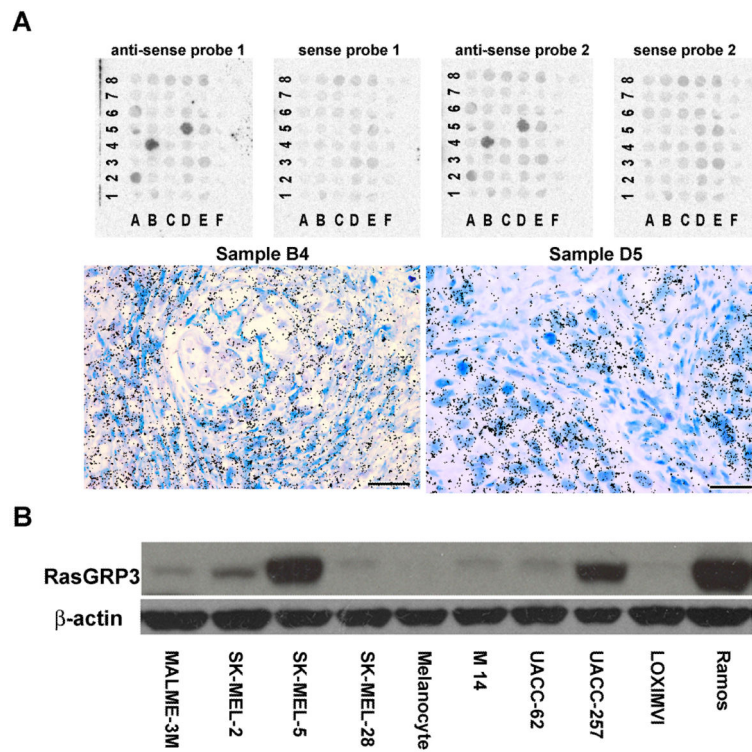 A
anti-sense probe 1 sense probe 1 anti-sense probe 2 sense probe 2
8 8 8 8
7 7 7 7
6 6 6 6
5 5 5 5
4 4 4 4
3 3 3 3
2 2 2 2
1 1 1 1
A B C D E F A B C D E F A B C D E F A B C D E F
Sample B4 Sample D5
B
RasGRP3
β-actin
MALME-3M
SK-MEL-2
SK-MEL-5
SK-MEL-28
Melanocyte
M 14
UACC-62
UACC-257
LOXIMVI
Ramos